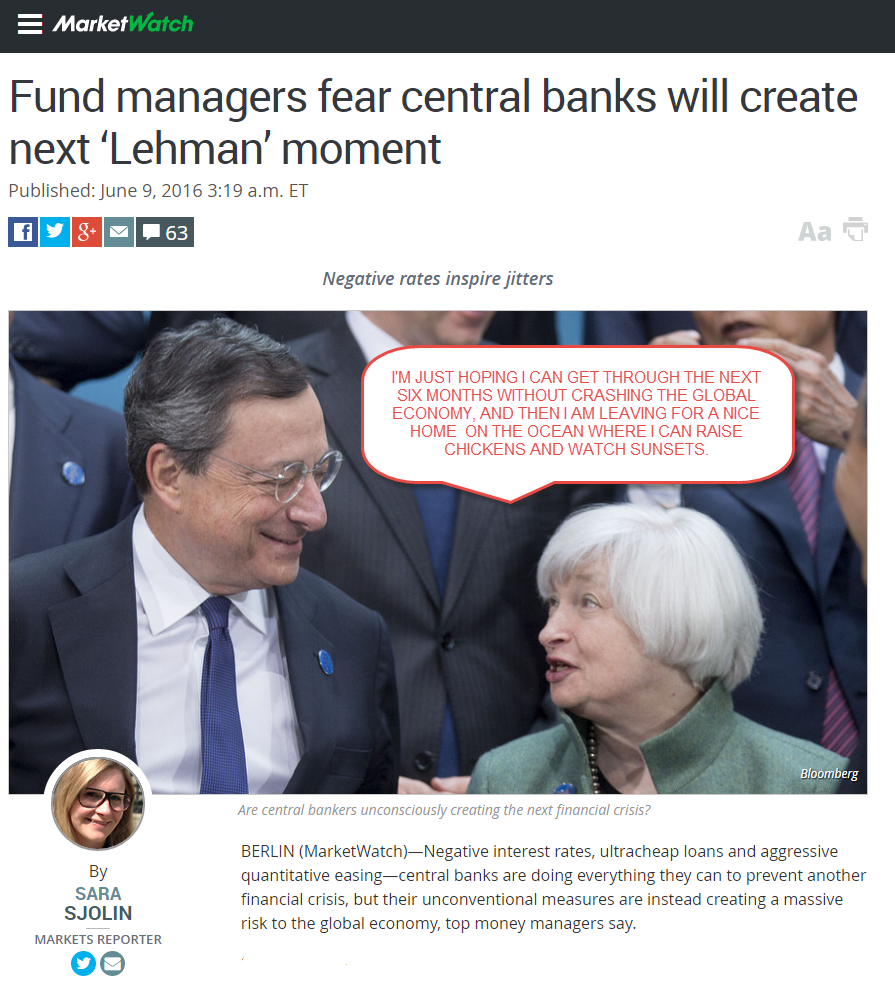 MarketWatch
Fund managers fear central banks will create
next ‘Lehman’ moment
Published: June 9, 2016 3:19 a.m. ET
63
Aa
Negative rates inspire jitters
I'M JUST HOPING I CAN GET THROUGH THE NEXT
SIX MONTHS WITHOUT CRASHING THE GLOBAL
ECONOMY, AND THEN I AM LEAVING FOR A NICE
HOME ON THE OCEAN WHERE I CAN RAISE
CHICKENS AND WATCH SUNSETS.
Bloomberg
Are central bankers unconsciously creating the next financial crisis?
By
SARA
SJOLIN
MARKETS REPORTER
BERLIN (MarketWatch)—Negative interest rates, ultracheap loans and aggressive
quantitative easing—central banks are doing everything they can to prevent another
financial crisis, but their unconventional measures are instead creating a massive
risk to the global economy, top money managers say.